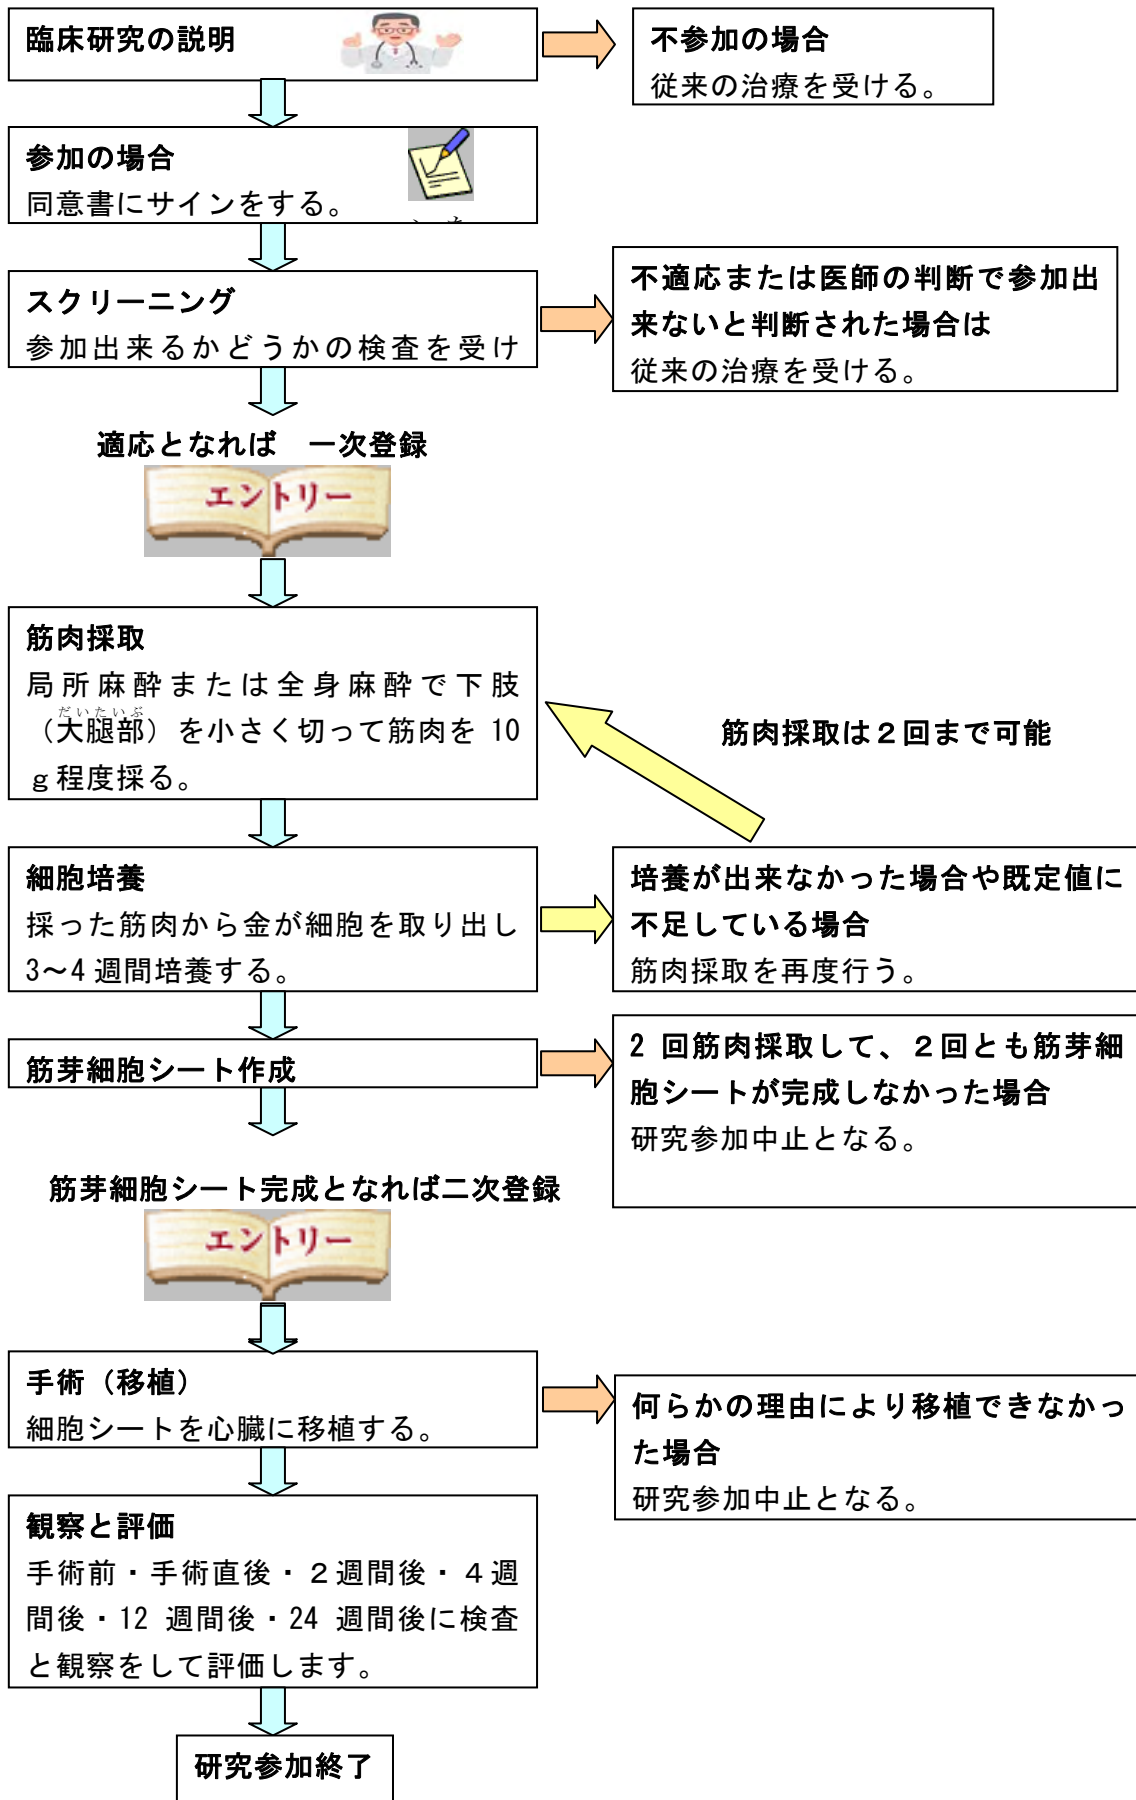 臨床研究の説明
不参加の場合
従来の治療を受ける。
参加の場合
同意書にサインをする。
スクリーニング
参加出来るかどうかの検査を受け
不適応または医師の判断で参加出
来ないと判断された場合は
従来の治療を受ける。
適応となれば　一次登録
エントリー
筋肉採取
局所麻酔または全身麻酔で下肢
だいたいぶ
（大腿部）を小さく切って筋肉を 10
ｇ程度採る。
筋肉採取は２回まで可能
細胞培養
採った筋肉から金が細胞を取り出し
3～4 週間培養する。
培養が出来なかった場合や既定値に
不足している場合
筋肉採取を再度行う。
筋芽細胞シート作成
2 回筋肉採取して、２回とも筋芽細
胞シートが完成しなかった場合
研究参加中止となる。
筋芽細胞シート完成となれば二次登録
エントリー
手術（移植）
細胞シートを心臓に移植する。
何らかの理由により移植できなかっ
た場合
研究参加中止となる。
観察と評価
手術前・手術直後・２週間後・４週
間後・12 週間後・24 週間後に検査
と観察をして評価します。
研究参加終了